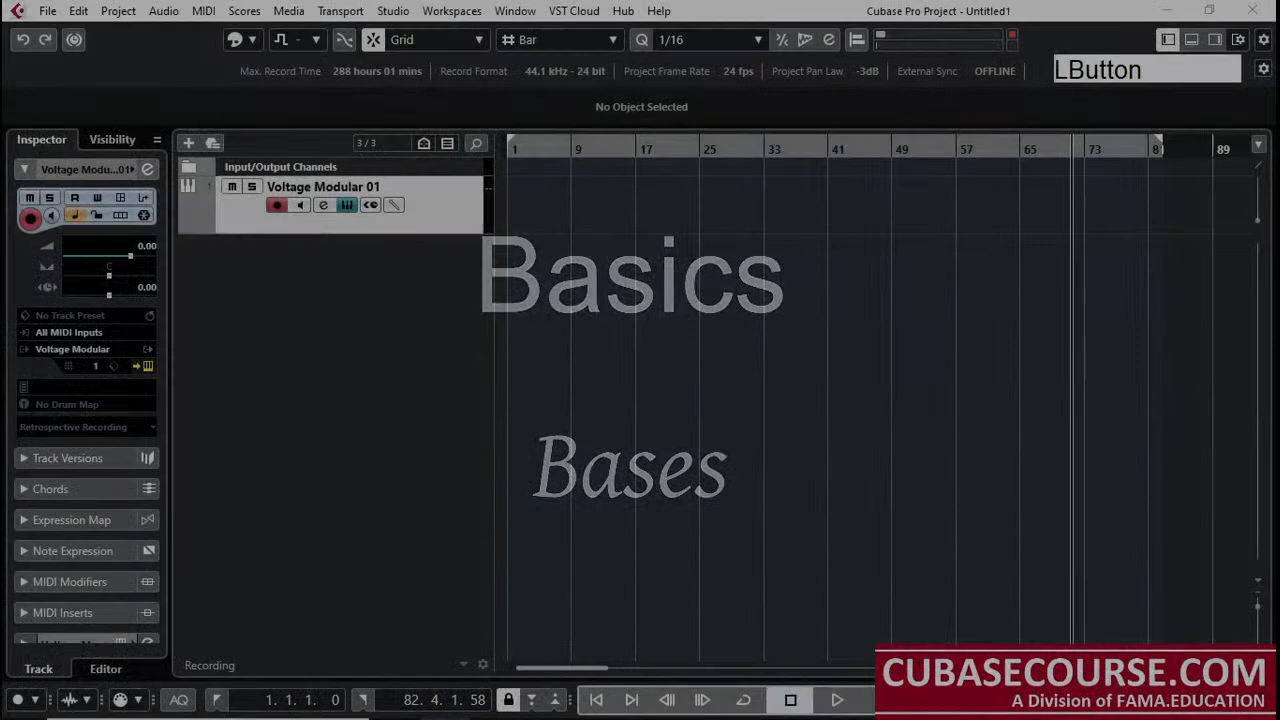 File Edit Project Audio MIDI Scores Media Transport Studio Workspaces Window VST Cloud Hub Help Cubase Pro Project - Untitled1
- Grid Bar Q 1/16
Max. Record Time 288 hours 01 mins Record Format 44.1 kHz - 24 bit Project Frame Rate 24 fps Project Pan Law -3dB External Sync OFFLINE LButton
No Object Selected
Inspector Visibility 3 / 3 1 9 17 25 33 41 49 57 65 73 81 89
Voltage Modu...01 Input/Output Channels
M S R W L 1 M S Voltage Modular 01
0.00
C
0.00
Basics
No Track Preset
All MIDI Inputs
Voltage Modular
1
No Drum Map
Retrospective Recording
Bases
Track Versions
Chords
Expression Map
Note Expression
MIDI Modifiers
MIDI Inserts
Track Editor Recording
CUBASECOURSE.COM
A Division of FAMA.EDUCATION
AQ 1. 1. 1. 0 82. 4. 1. 58